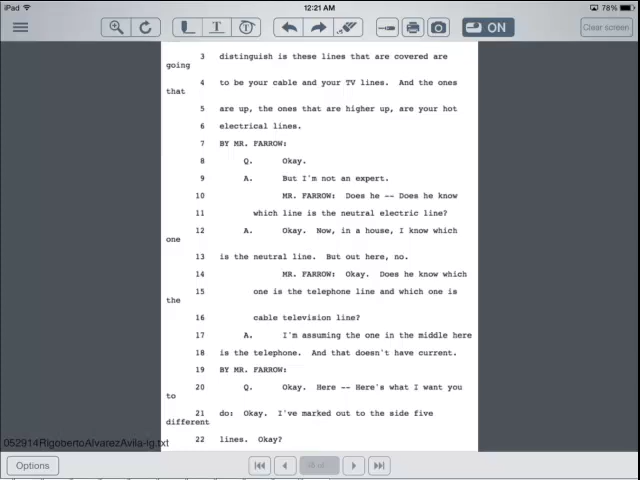 iPad
12:21 AM
78%
T
T
ON
Clear screen
3 distinguish is these lines that are covered are
going
4 to be your cable and your TV lines. And the ones
that
5 are up, the ones that are higher up, are your hot
6 electrical lines.
7 BY MR. FARROW:
8 Q. Okay.
9 A. But I'm not an expert.
10 MR. FARROW: Does he -- Does he know
11 which line is the neutral electric line?
12 A. Okay. Now, in a house, I know which
one
13 is the neutral line. But out here, no.
14 MR. FARROW: Okay. Does he know which
15 one is the telephone line and which one is
the
16 cable television line?
17 A. I'm assuming the one in the middle here
18 is the telephone. And that doesn't have current.
19 BY MR. FARROW:
20 Q. Okay. Here -- Here's what I want you
to
21 do: Okay. I've marked out to the side five
different
22 lines. Okay?
052914RigobertoAlvarezAvila-lg.txt
Options